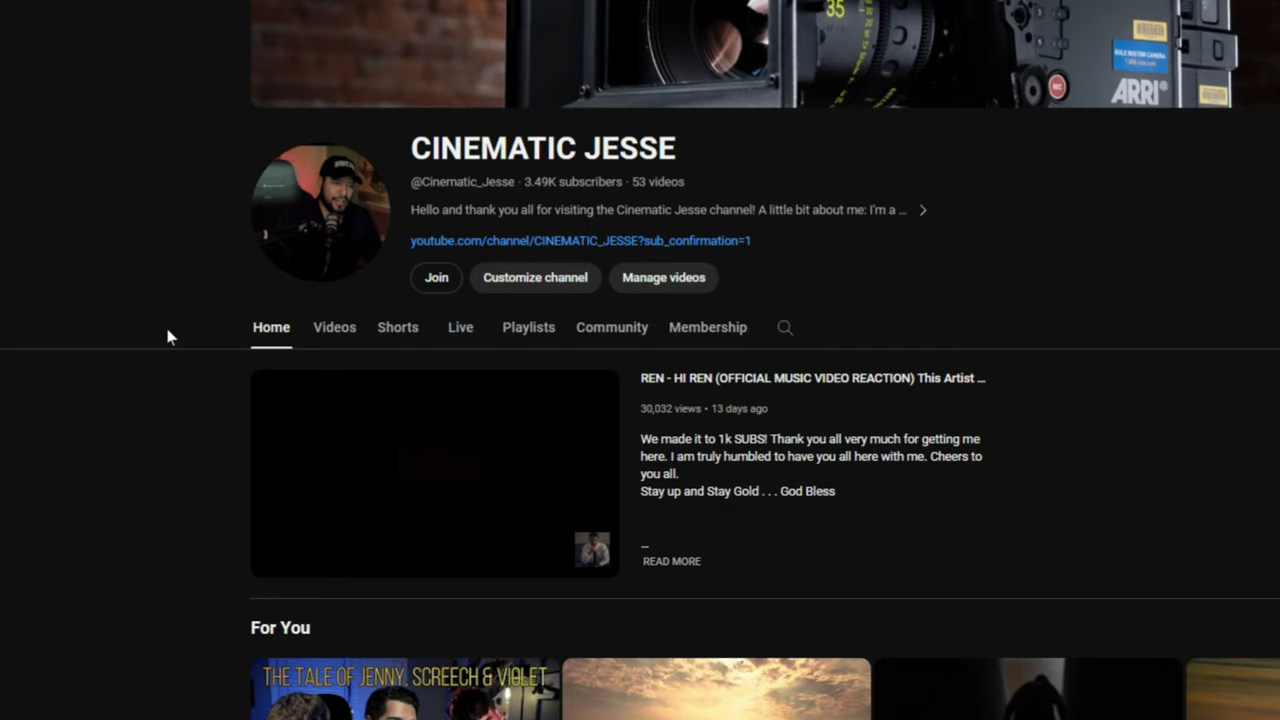 35
RULE BOSTON CAMERA
REC
ARRI
CINEMATIC JESSE
@Cinematic_Jesse · 3.49K subscribers · 53 videos
Hello and thank you all for visiting the Cinematic Jesse channel! A little bit about me: I'm a ...
youtube.com/channel/CINEMATIC_JESSE?sub_confirmation=1
Join Customize channel Manage videos
Home Videos Shorts Live Playlists Community Membership
REN - HI REN (OFFICIAL MUSIC VIDEO REACTION) This Artist ...
30,032 views • 13 days ago
We made it to 1k SUBS! Thank you all very much for getting me
here. I am truly humbled to have you all here with me. Cheers to
you all.
Stay up and Stay Gold . . . God Bless
...
READ MORE
For You
THE TALE OF JENNY, SCREECH & VIOLET